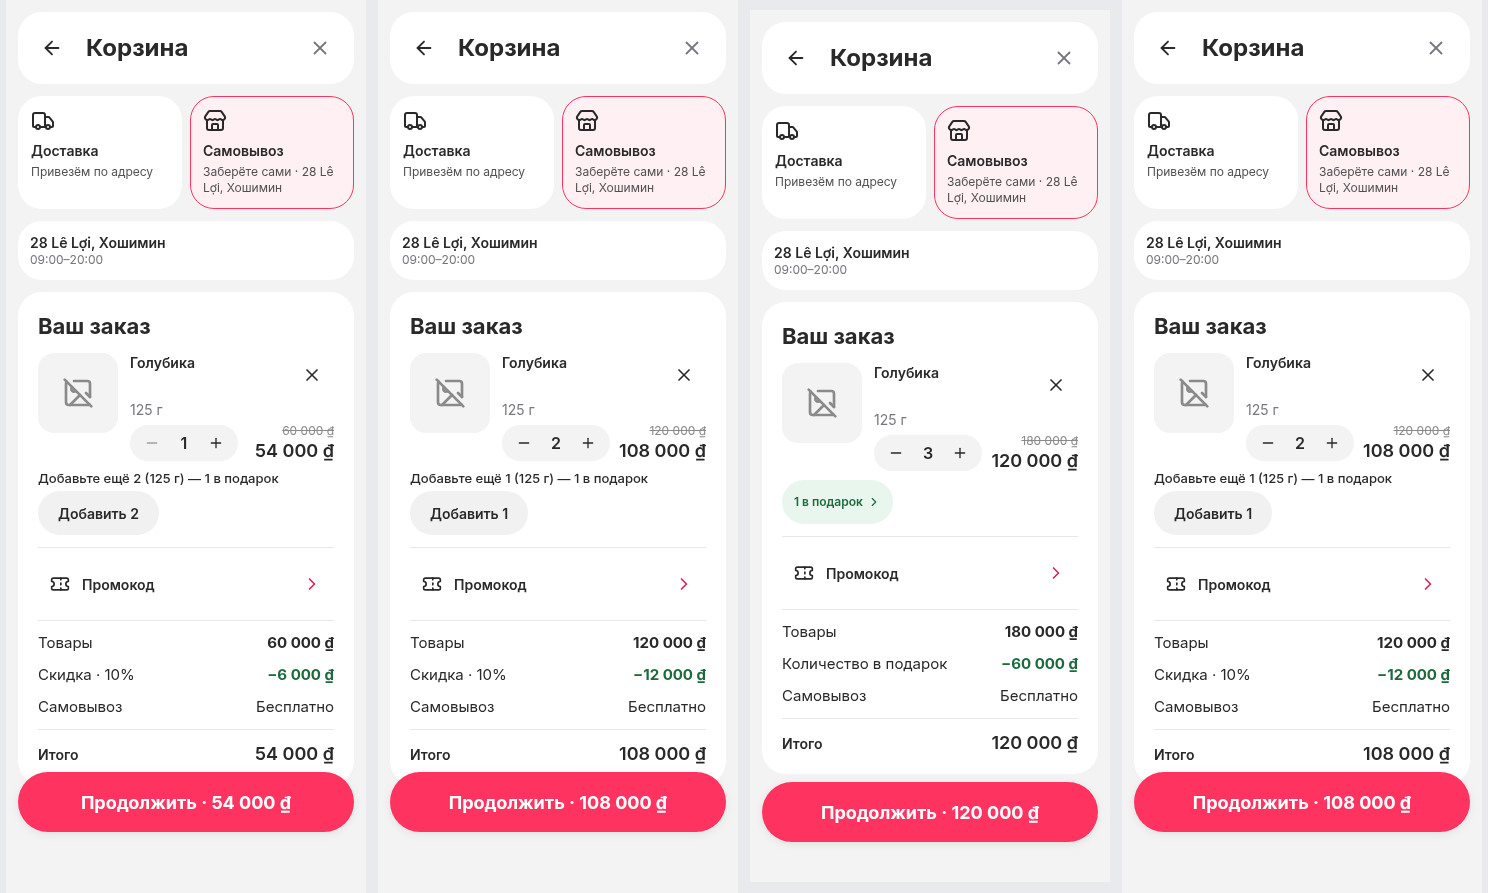 Корзина
Доставка
Привезём по адресу
Самовывоз
Заберёте сами · 28 Lê
Lợi, Хошимин
28 Lê Lợi, Хошимин
09:00–20:00
Ваш заказ
Голубика
125 г
60 000 ₫
1
54 000 ₫
Добавьте ещё 2 (125 г) — 1 в подарок
Добавить 2
Промокод
Товары 60 000 ₫
Скидка · 10% −6 000 ₫
Самовывоз Бесплатно
Итого 54 000 ₫
Продолжить · 54 000 ₫
Корзина
Доставка
Привезём по адресу
Самовывоз
Заберёте сами · 28 Lê
Lợi, Хошимин
28 Lê Lợi, Хошимин
09:00–20:00
Ваш заказ
Голубика
125 г
120 000 ₫
2
108 000 ₫
Добавьте ещё 1 (125 г) — 1 в подарок
Добавить 1
Промокод
Товары 120 000 ₫
Скидка · 10% −12 000 ₫
Самовывоз Бесплатно
Итого 108 000 ₫
Продолжить · 108 000 ₫
Корзина
Доставка
Привезём по адресу
Самовывоз
Заберёте сами · 28 Lê
Lợi, Хошимин
28 Lê Lợi, Хошимин
09:00–20:00
Ваш заказ
Голубика
125 г
180 000 ₫
3
120 000 ₫
1 в подарок
Промокод
Товары 180 000 ₫
Количество в подарок −60 000 ₫
Самовывоз Бесплатно
Итого 120 000 ₫
Продолжить · 120 000 ₫
Корзина
Доставка
Привезём по адресу
Самовывоз
Заберёте сами · 28 Lê
Lợi, Хошимин
28 Lê Lợi, Хошимин
09:00–20:00
Ваш заказ
Голубика
125 г
120 000 ₫
2
108 000 ₫
Добавьте ещё 1 (125 г) — 1 в подарок
Добавить 1
Промокод
Товары 120 000 ₫
Скидка · 10% −12 000 ₫
Самовывоз Бесплатно
Итого 108 000 ₫
Продолжить · 108 000 ₫